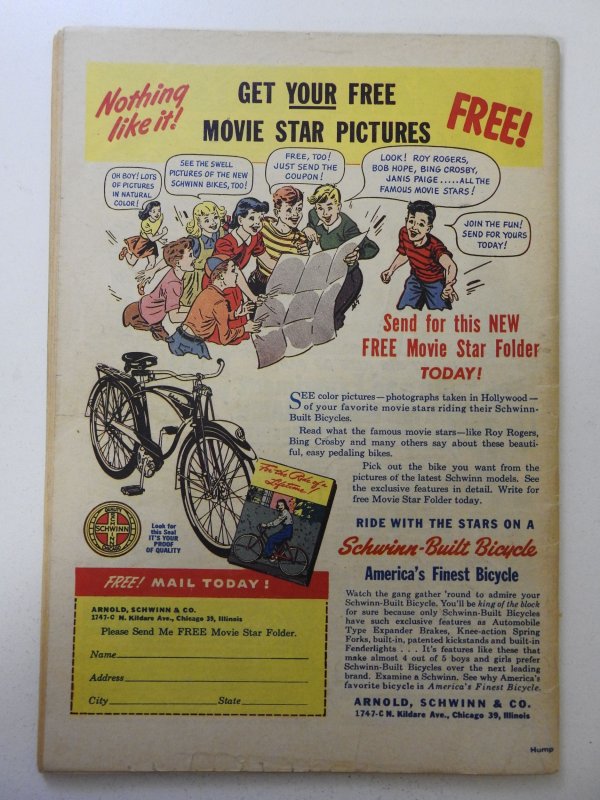 Nothing
like it!
GET YOUR FREE
MOVIE STAR PICTURES
FREE!
OH BOY! LOTS
OF PICTURES
IN NATURAL
COLOR!
SEE THE SWELL
PICTURES OF THE NEW
SCHWINN BIKES, TOO!
FREE, TOO!
JUST SEND THE
COUPON!
LOOK! ROY ROGERS,
BOB HOPE, BING CROSBY,
JANIS PAIGE.....ALL THE
FAMOUS MOVIE STARS!
JOIN THE FUN!
SEND FOR YOURS
TODAY!
Send for this NEW
FREE Movie Star Folder
TODAY!
SEE color pictures—photographs taken in Hollywood—
of your favorite movie stars riding their Schwinn-
Built Bicycles.
Read what the famous movie stars—like Roy Rogers,
Bing Crosby and many others say about these beauti-
ful, easy pedaling bikes.
Pick out the bike you want from the
pictures of the latest Schwinn models. See
the exclusive features in detail. Write for
free Movie Star Folder today.
For the Ride of a
Lifetime
SCHWINN
CHICAGO
Look for
this Seal
IT'S YOUR
PROOF
OF QUALITY
RIDE WITH THE STARS ON A
Schwinn-Built Bicycle
America's Finest Bicycle
Watch the gang gather 'round to admire your
Schwinn-Built Bicycle. You'll be king of the block
for sure because only Schwinn-Built Bicycles
have such exclusive features as Automobile
Type Expander Brakes, Knee-action Spring
Forks, built-in, patented kickstands and built-in
Fenderlights . . . It's features like these that
make almost 4 out of 5 boys and girls prefer
Schwinn-Built Bicycles over the next leading
brand. Examine a Schwinn. See why America's
favorite bicycle is America's Finest Bicycle.
ARNOLD, SCHWINN & CO.
1747-C N. Kildare Ave., Chicago 39, Illinois
FREE! MAIL TODAY!
ARNOLD, SCHWINN & CO.
1747-C N. Kildare Ave., Chicago 39, Illinois
Please Send Me FREE Movie Star Folder.
Name
Address
City State
Hump